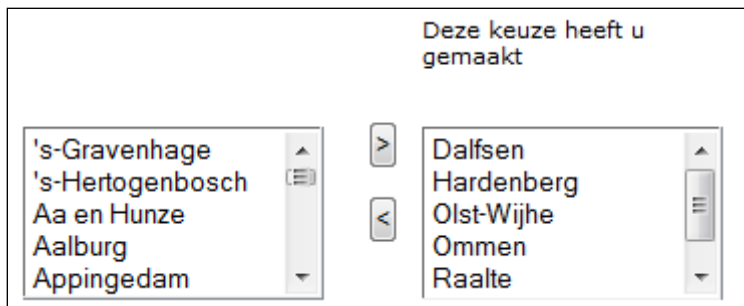 Deze keuze heeft u
gemaakt
's-Gravenhage
's-Hertogenbosch
Aa en Hunze
Aalburg
Appingedam
>
<
Dalfsen
Hardenberg
Olst-Wijhe
Ommen
Raalte